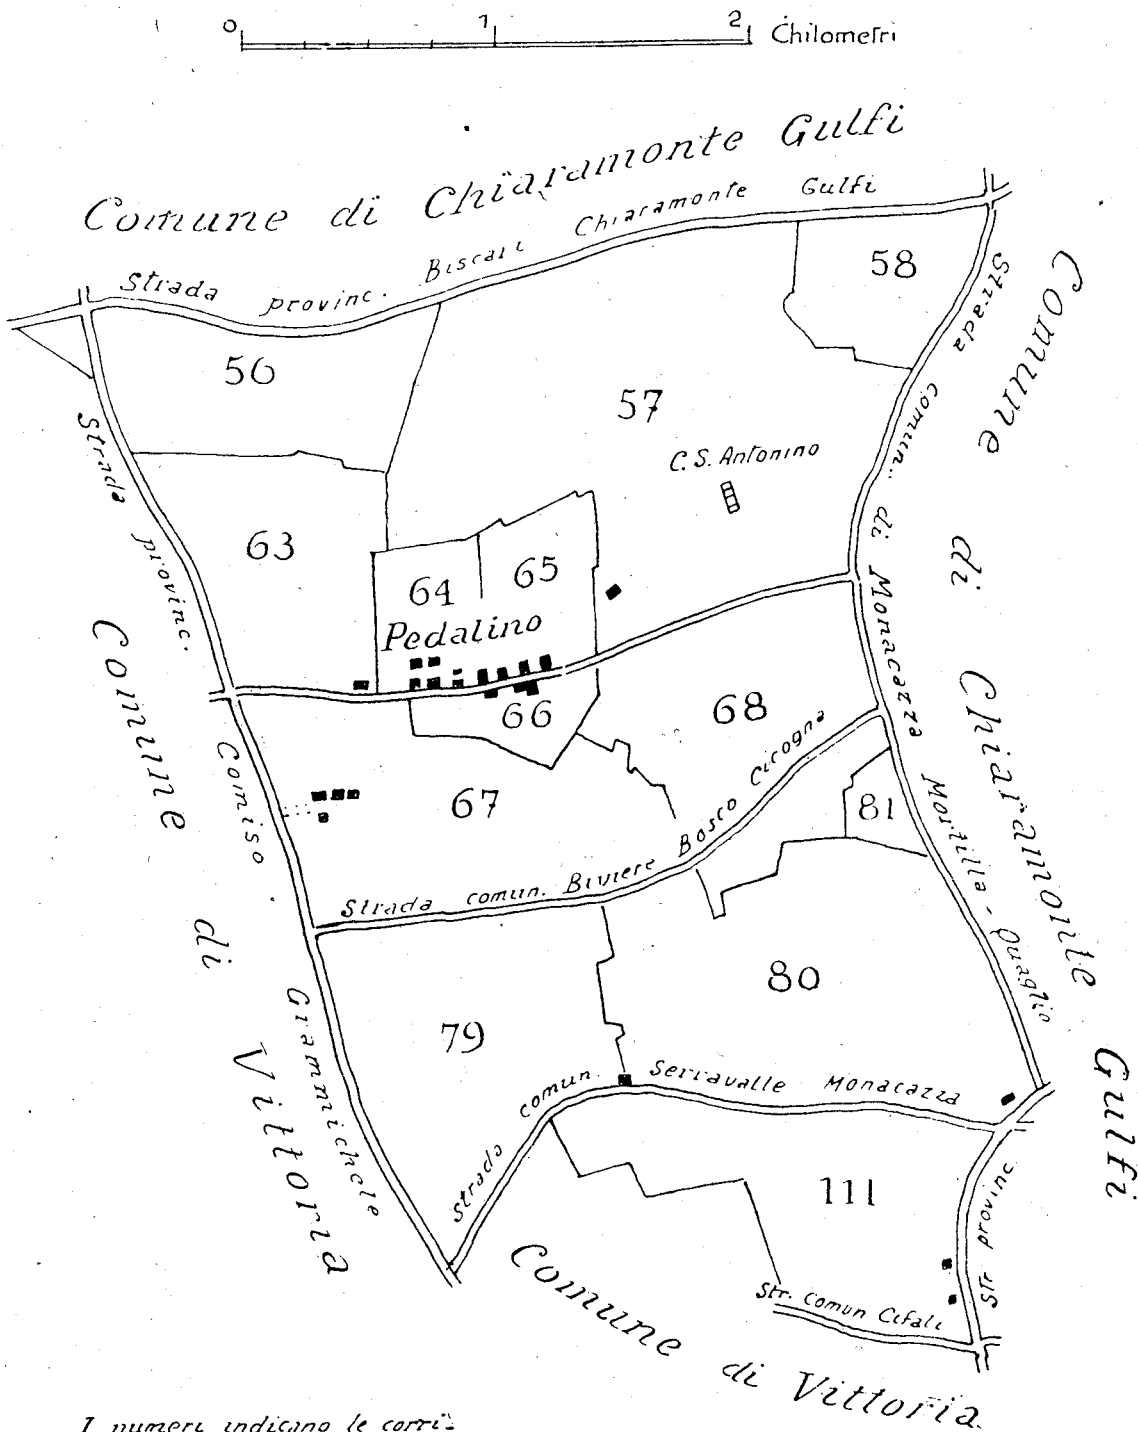 0 1 2 Chilometri
Comune di Chiaramonte Gulfi
Strada provinc. Biscari Chiaramonte Gulfi
58
56
57
Strada comun. di Monacazza Mortilla - Quaglio
Comune di Chiaramonte Gulfi
C. S. Antonino
Strada provinc. Comiso Grammichele
63
64
65
Pedalino
66
68
67
81
Strada comun. Biviere Bosco Cicogna
Comune di Vittoria
80
79
Strada comun. Serravalle Monacazza
111
Str. provinc.
Str. comun Cifali
Comune di Vittoria.
I numeri indicano le corri-